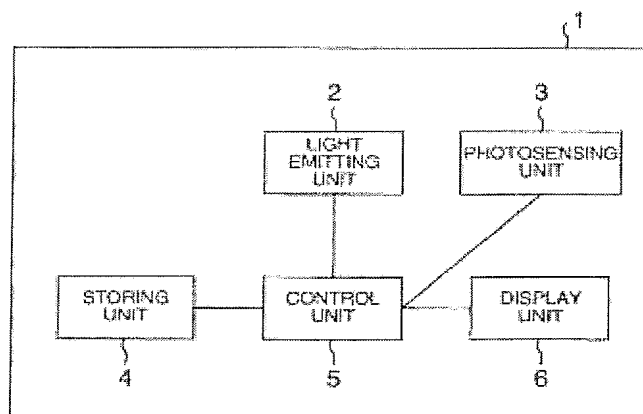 1
2
3
LIGHT
EMITTING
UNIT
PHOTOSENSING
UNIT
STORING
UNIT
CONTROL
UNIT
DISPLAY
UNIT
4
5
6